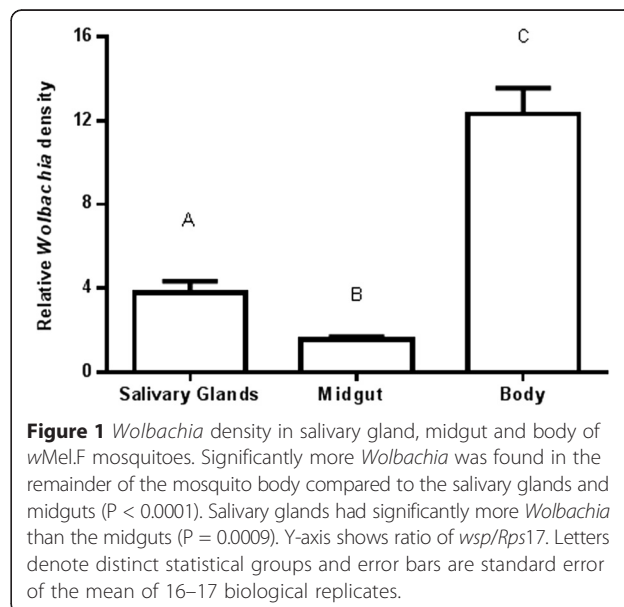 16
12
8
4
0
Relative Wolbachia density
A
B
C
Salivary Glands Midgut Body
Figure 1 Wolbachia density in salivary gland, midgut and body of
wMel.F mosquitoes. Significantly more Wolbachia was found in the
remainder of the mosquito body compared to the salivary glands and
midguts (P < 0.0001). Salivary glands had significantly more Wolbachia
than the midguts (P = 0.0009). Y-axis shows ratio of wsp/Rps17. Letters
denote distinct statistical groups and error bars are standard error
of the mean of 16–17 biological replicates.